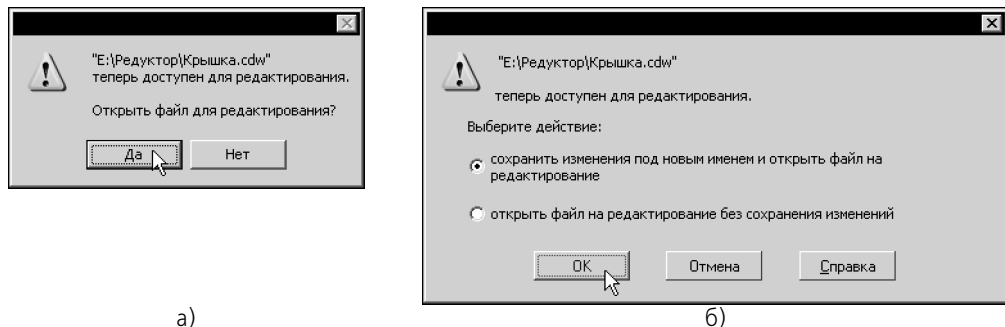 "Е:\Редуктор\Крышка.cdw"
теперь доступен для редактирования.
Открыть файл для редактирования?
Да
Нет
а)
"Е:\Редуктор\Крышка.cdw"
теперь доступен для редактирования.
Выберите действие:
сохранить изменения под новым именем и открыть файл на
редактирование
открыть файл на редактирование без сохранения изменений
ОК
Отмена
Справка
б)